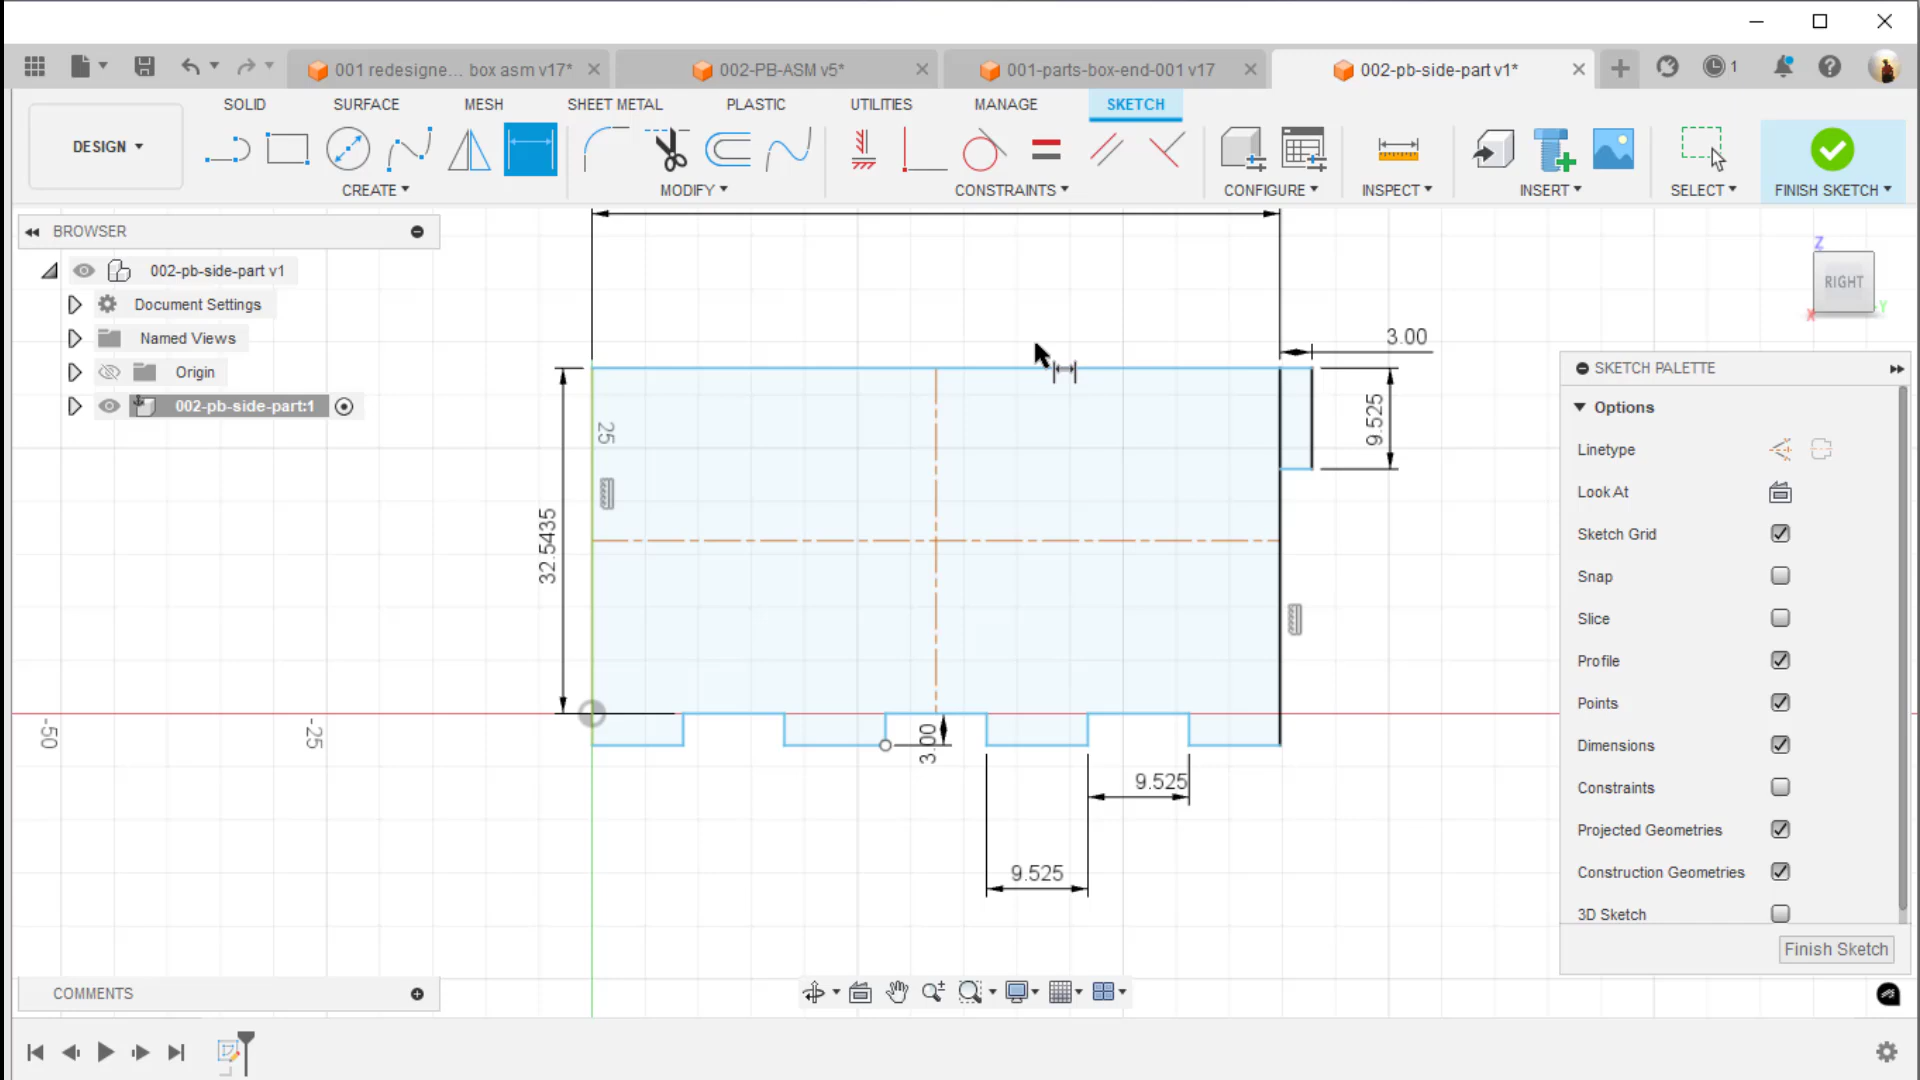 001 redesigne... box asm v17*
002-PB-ASM v5*
001-parts-box-end-001 v17
002-pb-side-part v1*
1
SOLID SURFACE MESH SHEET METAL PLASTIC UTILITIES MANAGE SKETCH
DESIGN
CREATE MODIFY CONSTRAINTS CONFIGURE INSPECT INSERT SELECT FINISH SKETCH
BROWSER
002-pb-side-part v1
Document Settings
Named Views
Origin
002-pb-side-part:1
Z
RIGHT
X
Y
3.00
9.525
25
32.5435
-50
-25
3.00
9.525
9.525
SKETCH PALETTE
Options
Linetype
Look At
Sketch Grid
Snap
Slice
Profile
Points
Dimensions
Constraints
Projected Geometries
Construction Geometries
3D Sketch
Finish Sketch
COMMENTS